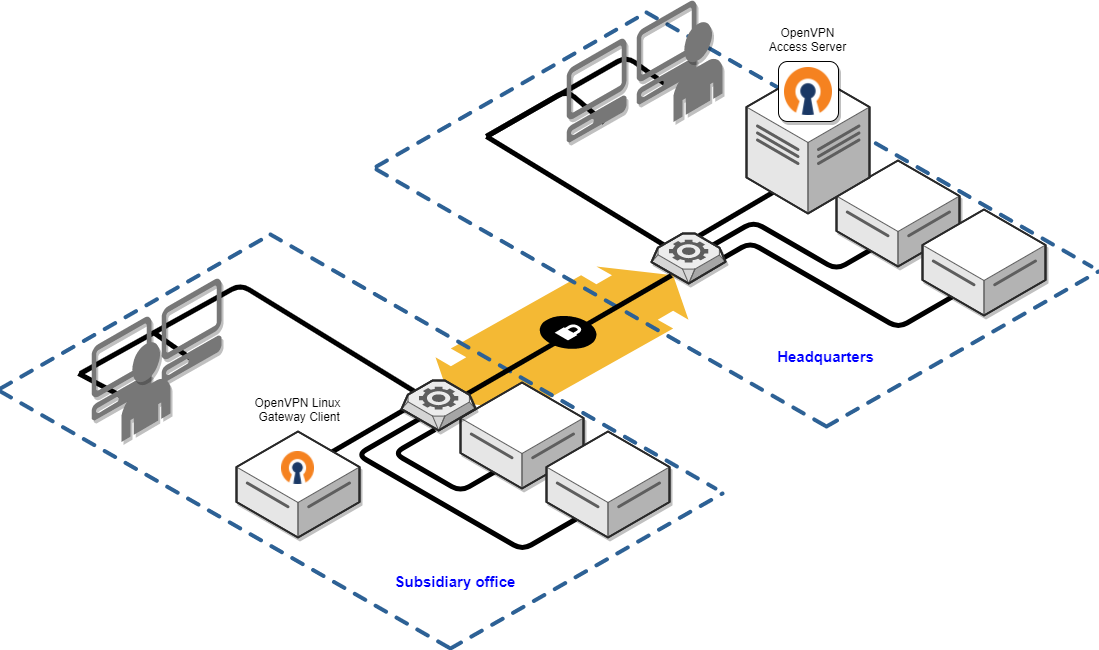 OpenVPN
Access Server
Headquarters
OpenVPN Linux
Gateway Client
Subsidiary office